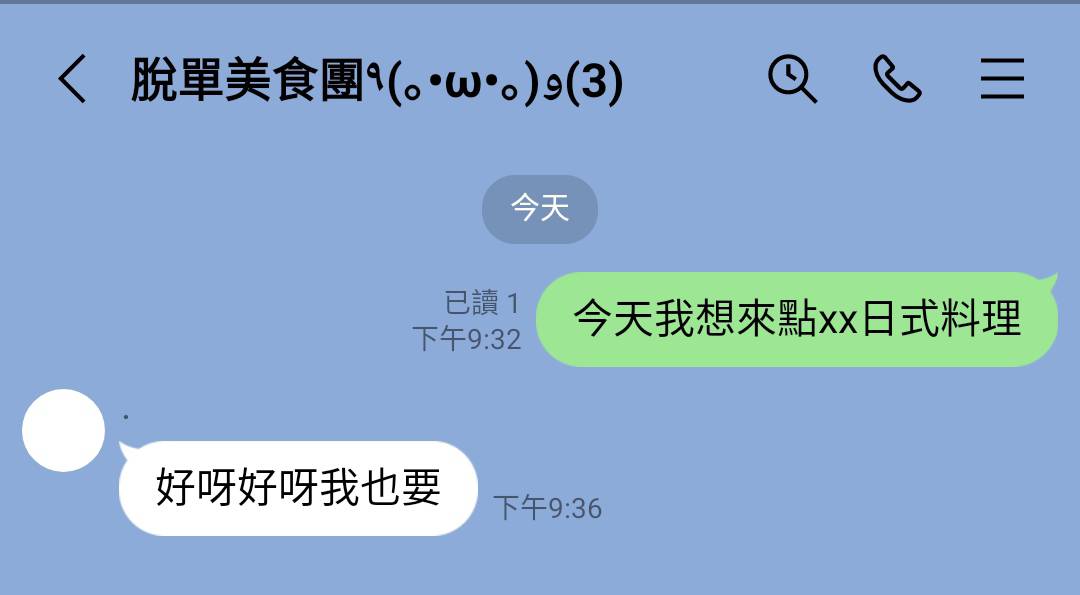 脫單美食團٩(｡•ω•｡)و(3)
今天
已讀 1
下午9:32
今天我想來點xx日式料理
.
好呀好呀我也要
下午9:36